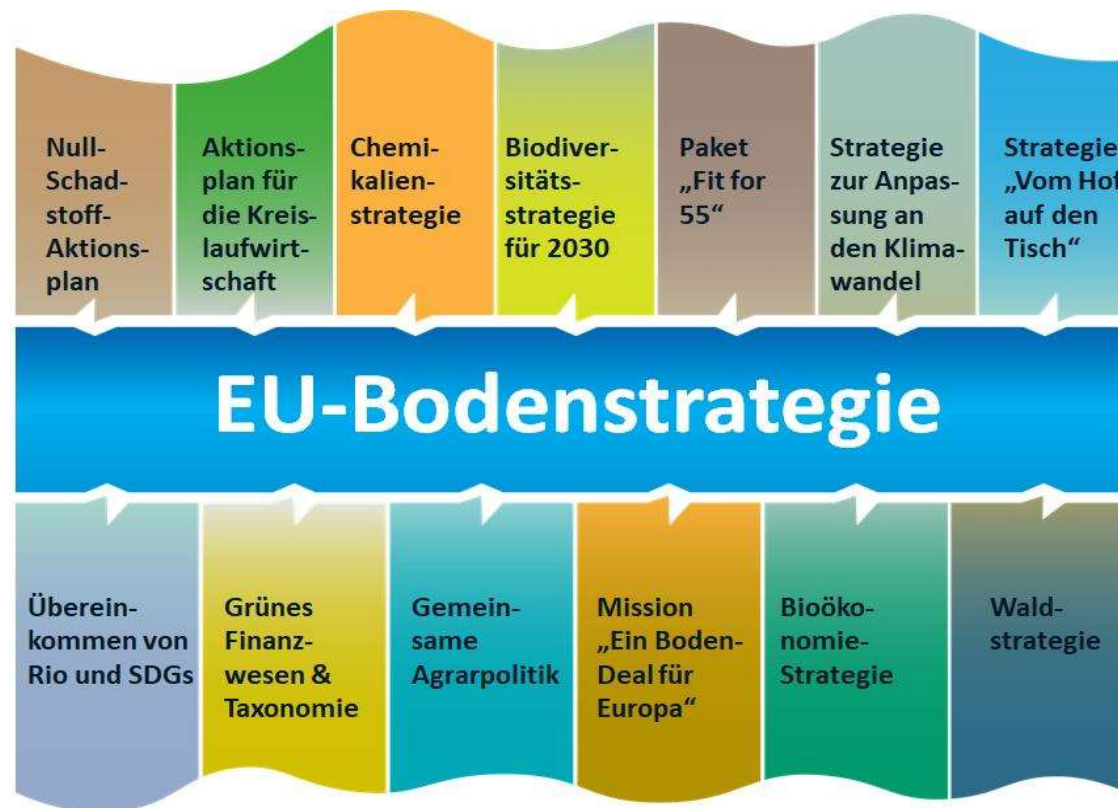 Null-
Schad-
stoff-
Aktions-
plan
Aktions-
plan für
die Kreis-
laufwirt-
schaft
Chemi-
kalien-
strategie
Biodiver-
sitäts-
strategie
für 2030
Paket
„Fit for
55“
Strategie
zur Anpas-
sung an
den Klima-
wandel
Strategie
„Vom Hof
auf den
Tisch“
EU-Bodenstrategie
Überein-
kommen von
Rio und SDGs
Grünes
Finanz-
wesen &
Taxonomie
Gemein-
same
Agrarpolitik
Mission
„Ein Boden-
Deal für
Europa“
Bioöko-
nomie-
Strategie
Wald-
strategie